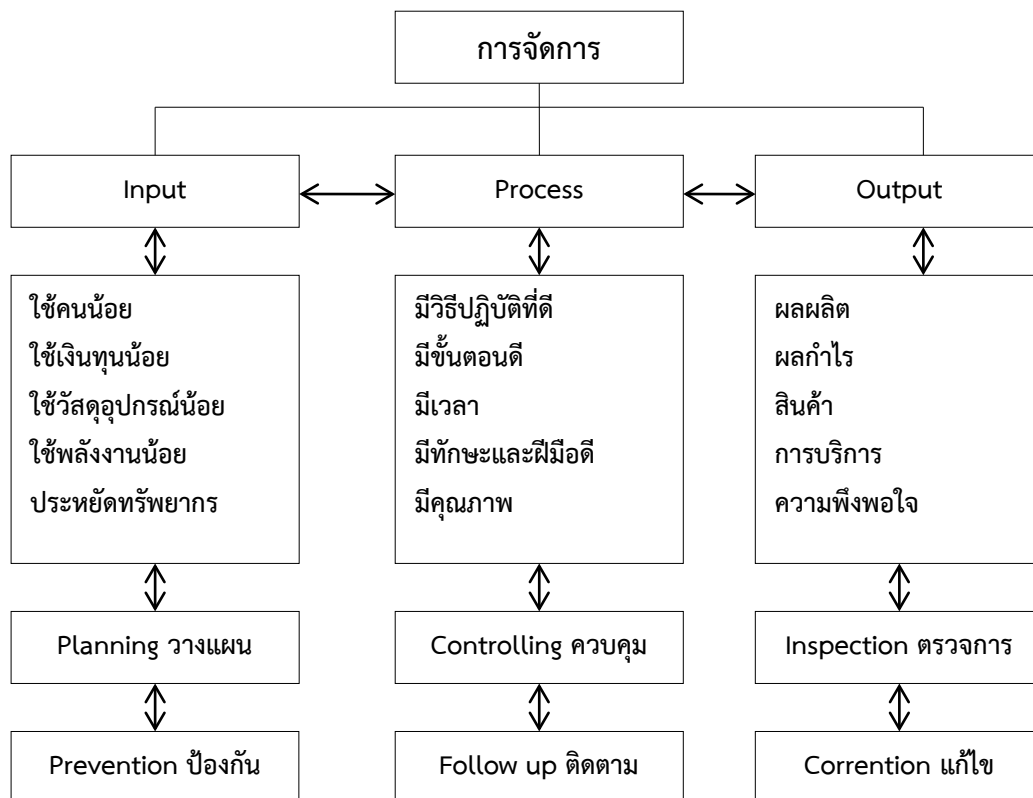 การจัดการ
Input
Process
Output
ใช้คนน้อย
ใช้เงินทุนน้อย
ใช้วัสดุอุปกรณ์น้อย
ใช้พลังงานน้อย
ประหยัดทรัพยากร
มีวิธีปฏิบัติที่ดี
มีขั้นตอนดี
มีเวลา
มีทักษะและฝีมือดี
มีคุณภาพ
ผลผลิต
ผลกำไร
สินค้า
การบริการ
ความพึงพอใจ
Planning วางแผน
Controlling ควบคุม
Inspection ตรวจการ
Prevention ป้องกัน
Follow up ติดตาม
Corrention แก้ไข